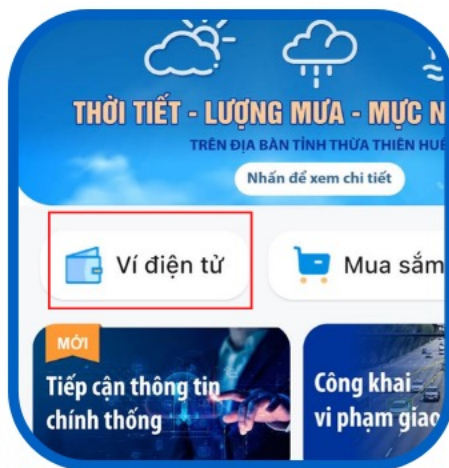 THỜI TIẾT - LƯỢNG MƯA - MỰC N
TRÊN ĐỊA BÀN TỈNH THỪA THIÊN HUẾ
Nhấn để xem chi tiết
Ví điện tử
Mua sắm
MỚI
Tiếp cận thông tin
chính thống
Công khai
vi phạm giao